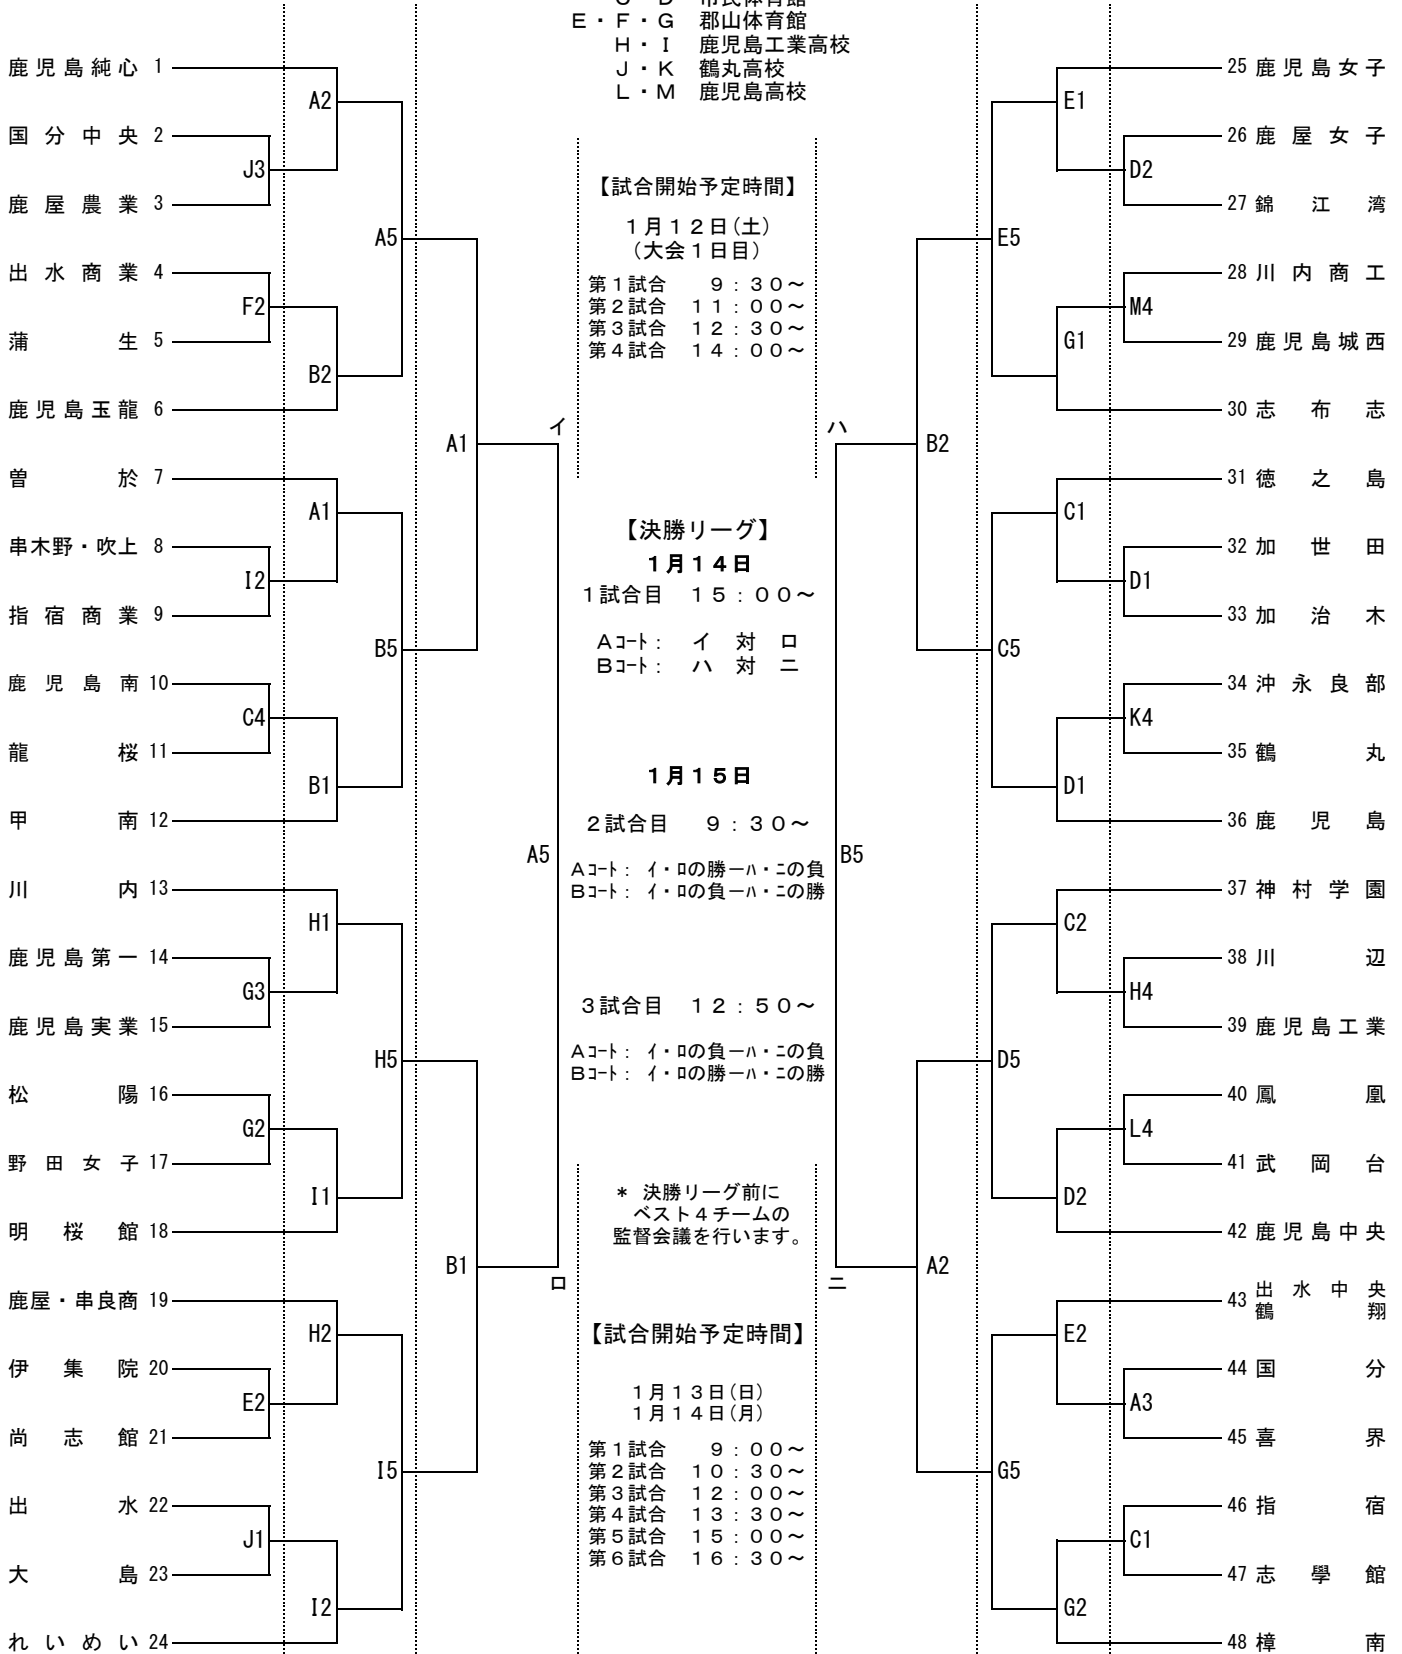 E・F・G 郡山体育館
H・I 鹿児島工業高校
J・K 鶴丸高校
L・M 鹿児島高校
鹿児島純心 1
国分中央 2
鹿屋農業 3
出水商業 4
蒲生 5
鹿児島玉龍 6
曽於 7
串木野・吹上 8
指宿商業 9
鹿児島南 10
龍桜 11
甲南 12
川内 13
鹿児島第一 14
鹿児島実業 15
松陽 16
野田女子 17
明桜館 18
鹿屋・串良商 19
伊集院 20
尚志館 21
出水 22
大島 23
れいめい 24
J3
F2
I2
C4
G3
G2
E2
J1
A2
B2
A1
B1
H1
I1
H2
I2
A5
B5
H5
I5
A1
B1
イ
ロ
A5
【試合開始予定時間】
1月12日(土)
(大会1日目)
第1試合 9:30～
第2試合 11:00～
第3試合 12:30～
第4試合 14:00～
【決勝リーグ】
1月14日
1試合目 15:00～
Aコート: イ 対 ロ
Bコート: ハ 対 ニ
1月15日
2試合目 9:30～
Aコート: イ・ロの勝ーハ・ニの負
Bコート: イ・ロの負ーハ・ニの勝
3試合目 12:50～
Aコート: イ・ロの負ーハ・ニの負
Bコート: イ・ロの勝ーハ・ニの勝
* 決勝リーグ前に
ベスト4チームの
監督会議を行います。
【試合開始予定時間】
1月13日(日)
1月14日(月)
第1試合 9:00～
第2試合 10:30～
第3試合 12:00～
第4試合 13:30～
第5試合 15:00～
第6試合 16:30～
ハ
ニ
B5
B2
A2
E5
C5
D5
G5
E1
G1
C1
D1
C2
D2
E2
G2
D2
M4
D1
K4
H4
L4
A3
C1
25 鹿児島女子
26 鹿屋女子
27 錦江湾
28 川内商工
29 鹿児島城西
30 志布志
31 徳之島
32 加世田
33 加治木
34 沖永良部
35 鶴丸
36 鹿児島
37 神村学園
38 川辺
39 鹿児島工業
40 鳳凰
41 武岡台
42 鹿児島中央
43 出水中央
鶴翔
44 国分
45 喜界
46 指宿
47 志學館
48 樟南